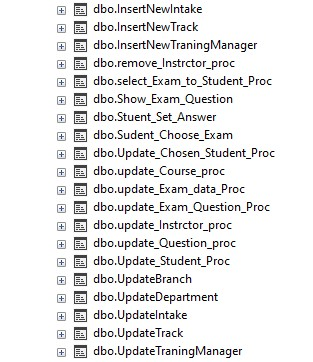 dbo.InsertNewIntake
dbo.InsertNewTrack
dbo.InsertNewTraningManager
dbo.remove_Instrctor_proc
dbo.select_Exam_to_Student_Proc
dbo.Show_Exam_Question
dbo.Stuent_Set_Answer
dbo.Sudent_Choose_Exam
dbo.Update_Chosen_Student_Proc
dbo.update_Course_proc
dbo.update_Exam_data_Proc
dbo.update_Exam_Question_Proc
dbo.update_Instrctor_proc
dbo.update_Question_proc
dbo.Update_Student_Proc
dbo.UpdateBranch
dbo.UpdateDepartment
dbo.UpdateIntake
dbo.UpdateTrack
dbo.UpdateTraningManager